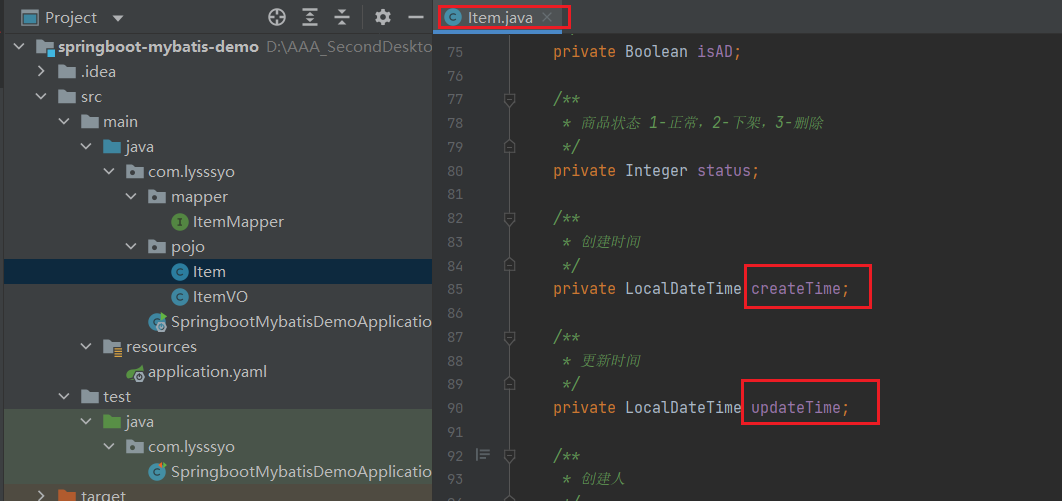 Project
springboot-mybatis-demo D:\AAA_SecondDeskto
.idea
src
main
java
com.lysssyo
mapper
ItemMapper
pojo
Item
ItemVO
SpringbootMybatisDemoApplicatio
resources
application.yaml
test
java
com.lysssyo
SpringbootMybatisDemoApplicatio
target
Item.java
75 private Boolean isAD;
76
77 /**
78 * 商品状态 1-正常，2-下架，3-删除
79 */
80 private Integer status;
81
82 /**
83 * 创建时间
84 */
85 private LocalDateTime createTime;
86
87 /**
88 * 更新时间
89 */
90 private LocalDateTime updateTime;
91
92 /**
93 * 创建人